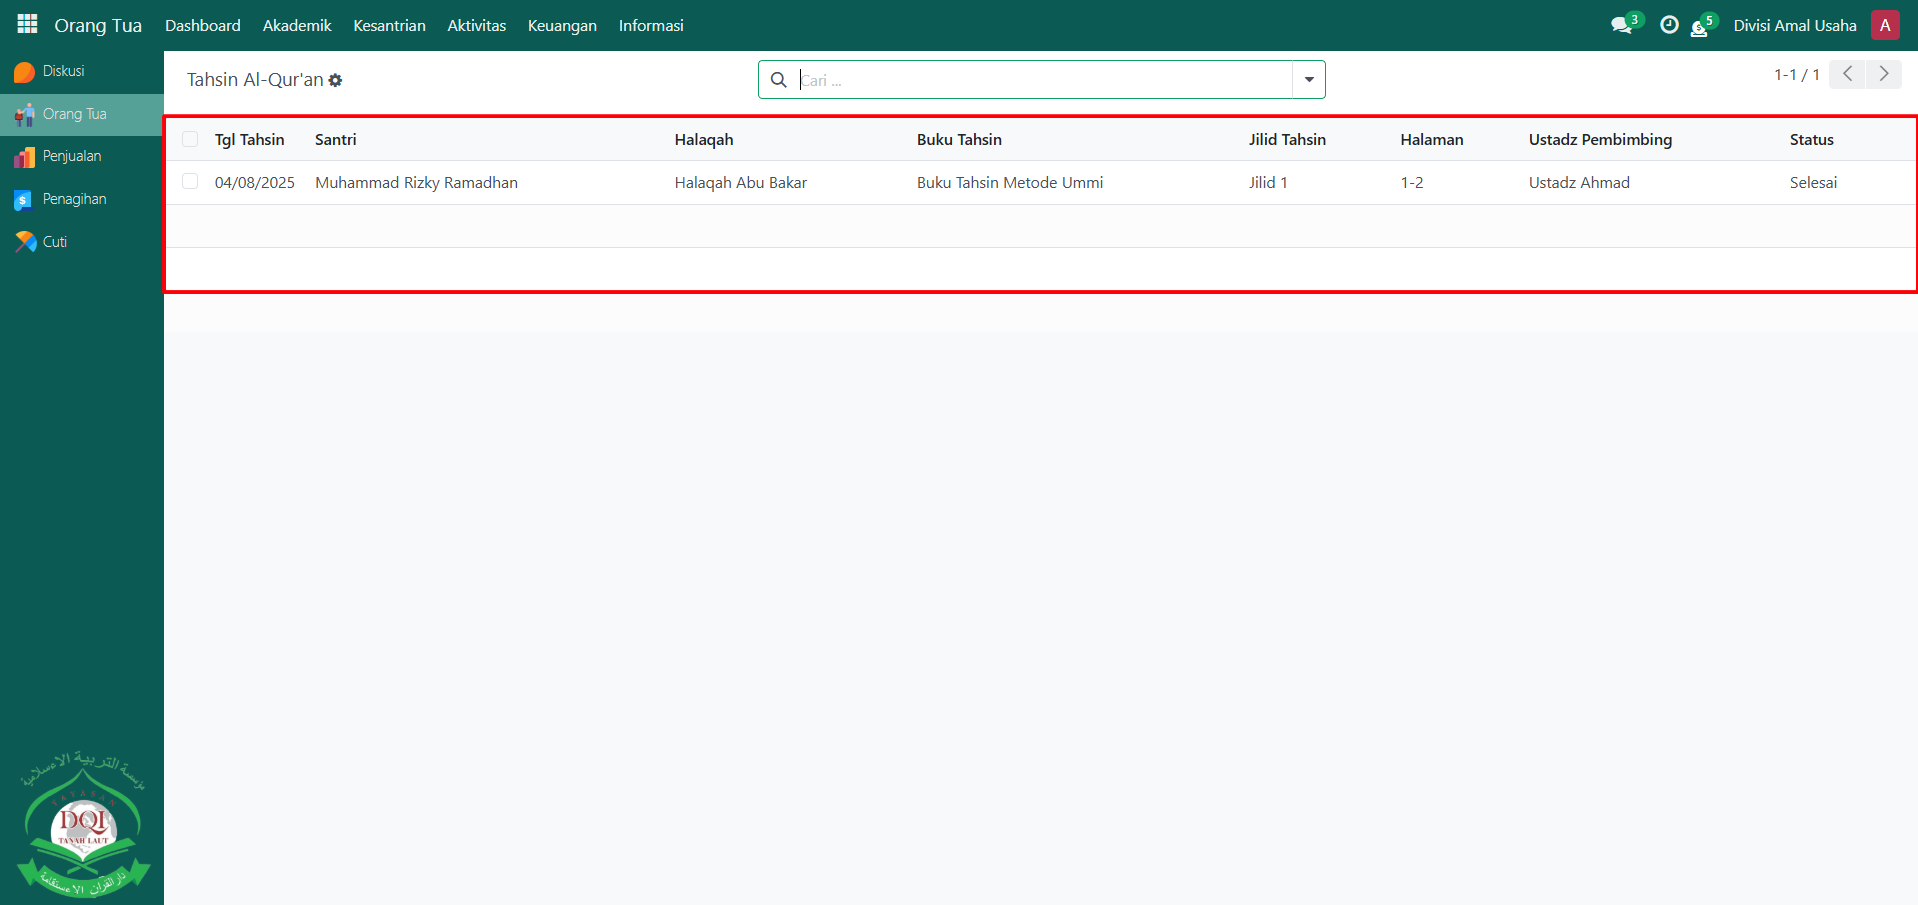 Orang Tua Dashboard Akademik Kesantrian Aktivitas Keuangan Informasi 3 5 Divisi Amal Usaha A
Diskusi
Orang Tua
Penjualan
Penagihan
Cuti
Tahsin Al-Qur'an Cari ... 1-1 / 1
Tgl Tahsin Santri Halaqah Buku Tahsin Jilid Tahsin Halaman Ustadz Pembimbing Status
04/08/2025 Muhammad Rizky Ramadhan Halaqah Abu Bakar Buku Tahsin Metode Ummi Jilid 1 1-2 Ustadz Ahmad Selesai
مؤسسة التربية الاسلامية
YAYASAN
DQI
TANAH LAUT
دار القرآن الاستقامة